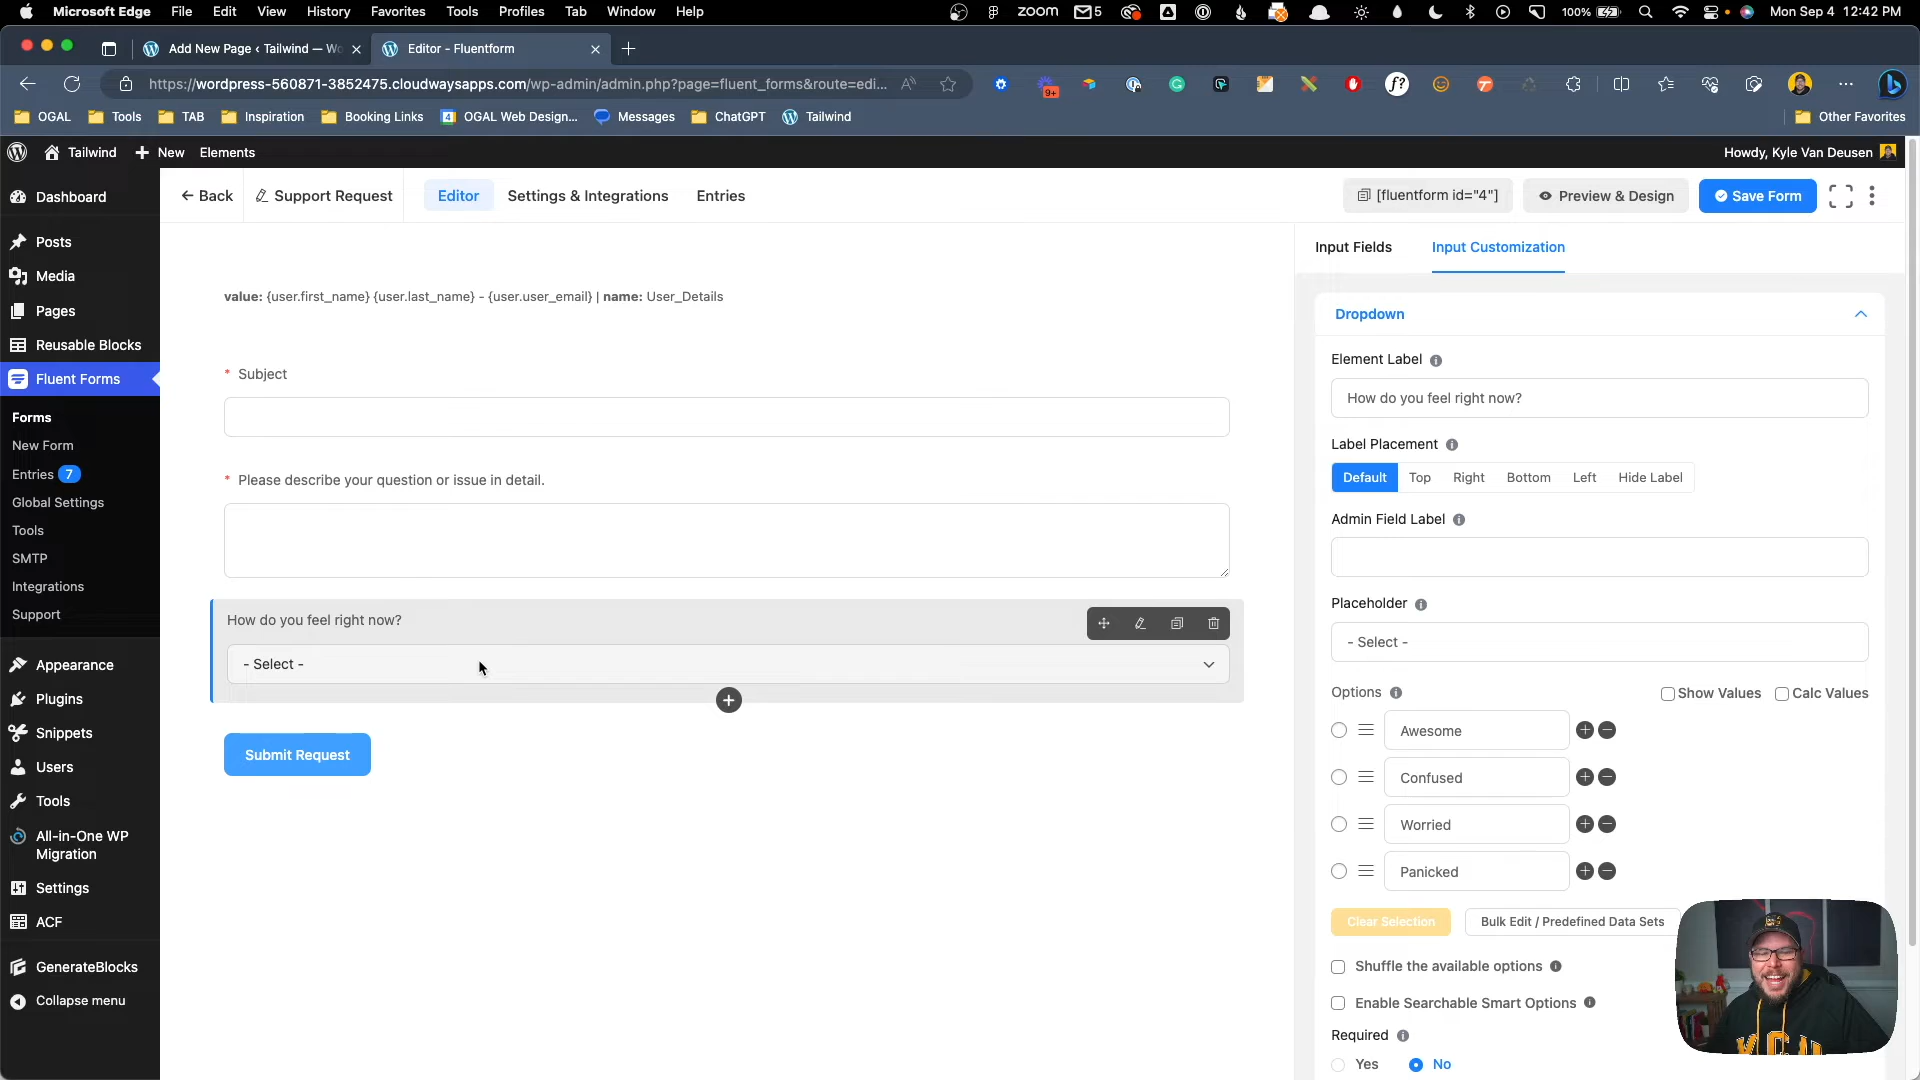 Microsoft Edge File Edit View History Favorites Tools Profiles Tab Window Help zoom 5 100% Mon Sep 4 12:42 PM
Add New Page ‹ Tailwind — Wo
Editor - Fluentform
https://wordpress-560871-3852475.cloudwaysapps.com/wp-admin/admin.php?page=fluent_forms&route=edi...
9+
f?
OGAL Tools TAB Inspiration Booking Links 4 OGAL Web Design... Messages ChatGPT Tailwind Other Favorites
Tailwind New Elements Howdy, Kyle Van Deusen
Dashboard
Posts
Media
Pages
Reusable Blocks
Fluent Forms
Forms
New Form
Entries 7
Global Settings
Tools
SMTP
Integrations
Support
Appearance
Plugins
Snippets
Users
Tools
All-in-One WP
Migration
Settings
ACF
GenerateBlocks
Collapse menu
Back Support Request Editor Settings & Integrations Entries [fluentform id="4"] Preview & Design Save Form
value: {user.first_name} {user.last_name} - {user.user_email} | name: User_Details
* Subject
* Please describe your question or issue in detail.
How do you feel right now?
- Select -
Submit Request
Input Fields Input Customization
Dropdown
Element Label
How do you feel right now?
Label Placement
Default Top Right Bottom Left Hide Label
Admin Field Label
Placeholder
- Select -
Options Show Values Calc Values
Awesome
Confused
Worried
Panicked
Clear Selection Bulk Edit / Predefined Data Sets
Shuffle the available options
Enable Searchable Smart Options
Required
Yes No